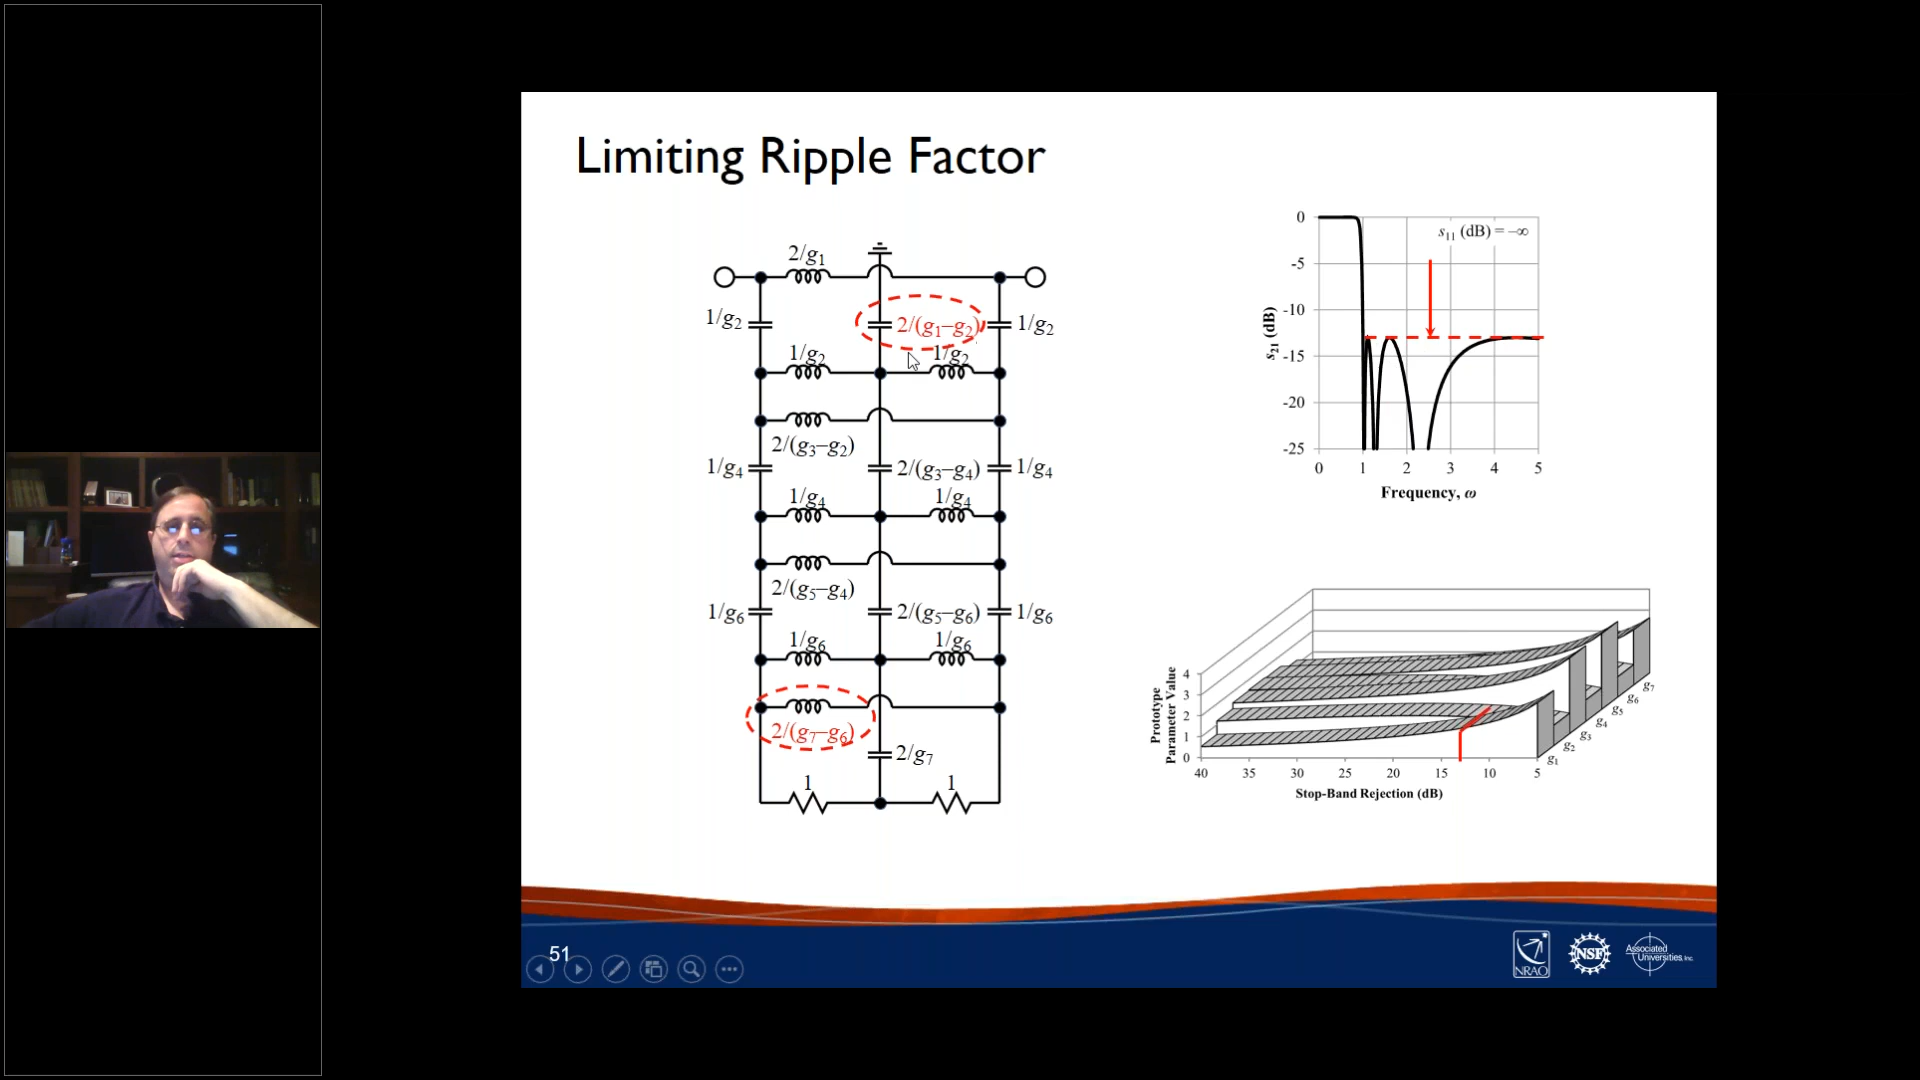 Limiting Ripple Factor
2/g₁
1/g₂
2/(g₁–g₂)
1/g₂
1/g₂
1/g₂
2/(g₃–g₂)
1/g₄
2/(g₃–g₄)
1/g₄
1/g₄
1/g₄
2/(g₅–g₄)
1/g₆
2/(g₅–g₆)
1/g₆
1/g₆
1/g₆
2/(g₇–g₆)
2/g₇
1
1
s₁₁ (dB) = –∞
0
-5
-10
-15
-20
-25
s₂₁ (dB)
0 1 2 3 4 5
Frequency, ω
Prototype
Parameter Value
4
3
2
1
0
40 35 30 25 20 15 10 5
Stop-Band Rejection (dB)
g₁
g₂
g₃
g₄
g₅
g₆
g₇
51
NRAO
NSF
Associated
Universities, Inc.